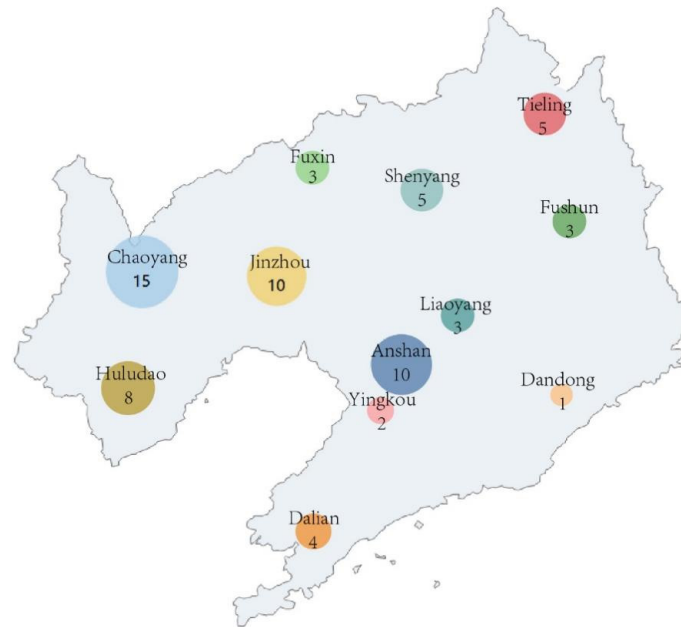 Tieling
5
Fuxin
3
Shenyang
5
Fushun
3
Chaoyang
15
Jinzhou
10
Liaoyang
3
Anshan
10
Huludao
8
Dandong
1
Yingkou
2
Dalian
4